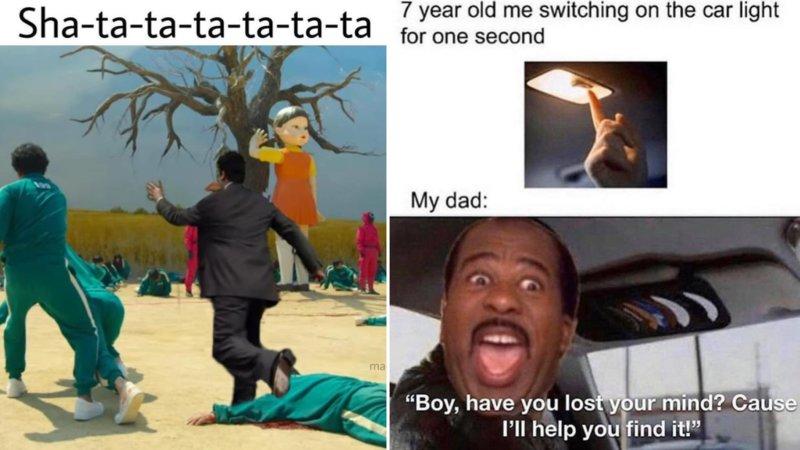 Sha-ta-ta-ta-ta-ta-ta
7 year old me switching on the car light
for one second
My dad:
“Boy, have you lost your mind? Cause
I’ll help you find it!”
ma